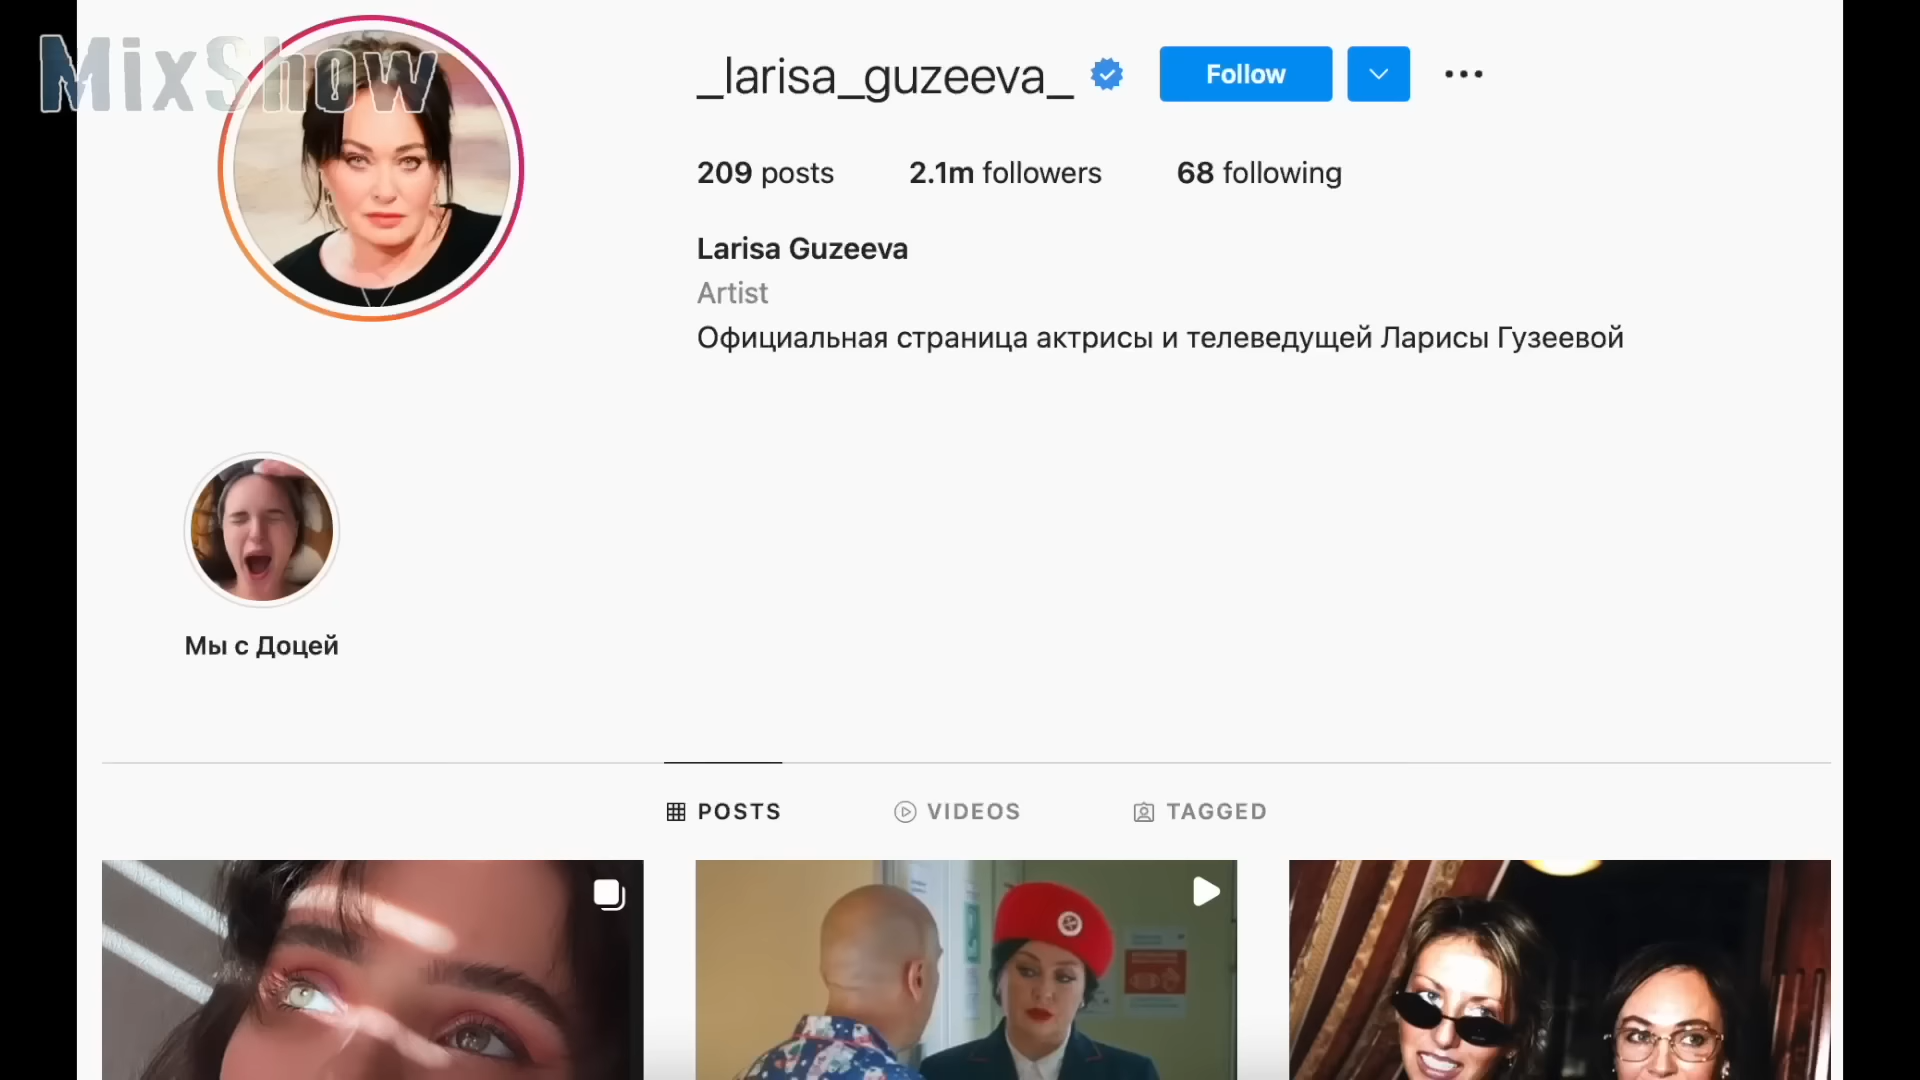 MixShow
_larisa_guzeeva_
Follow
209 posts 2.1m followers 68 following
Larisa Guzeeva
Artist
Официальная страница актрисы и телеведущей Ларисы Гузеевой
Мы с Доцей
POSTS VIDEOS TAGGED